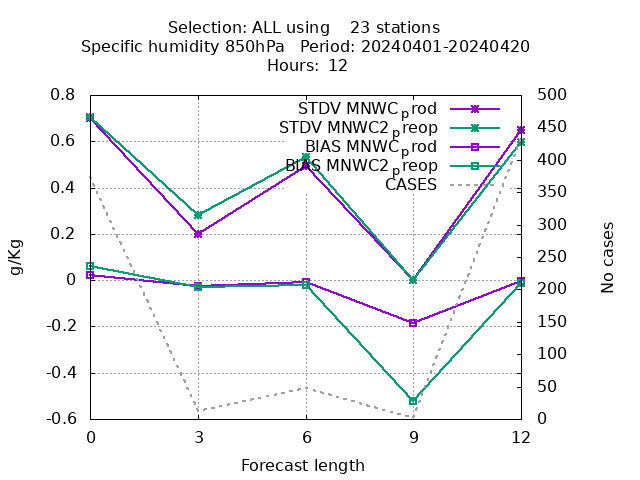 Selection: ALL using    23 stations
Specific humidity 850hPa   Period: 20240401-20240420
Hours: 12
0.8
0.6
0.4
0.2
0
-0.2
-0.4
-0.6
500
450
400
350
300
250
200
150
100
50
0
STDV MNWC_prod
STDV MNWC2_preop
BIAS MNWC_prod
BIAS MNWC2_preop
CASES
g/Kg
No cases
0 3 6 9 12
Forecast length